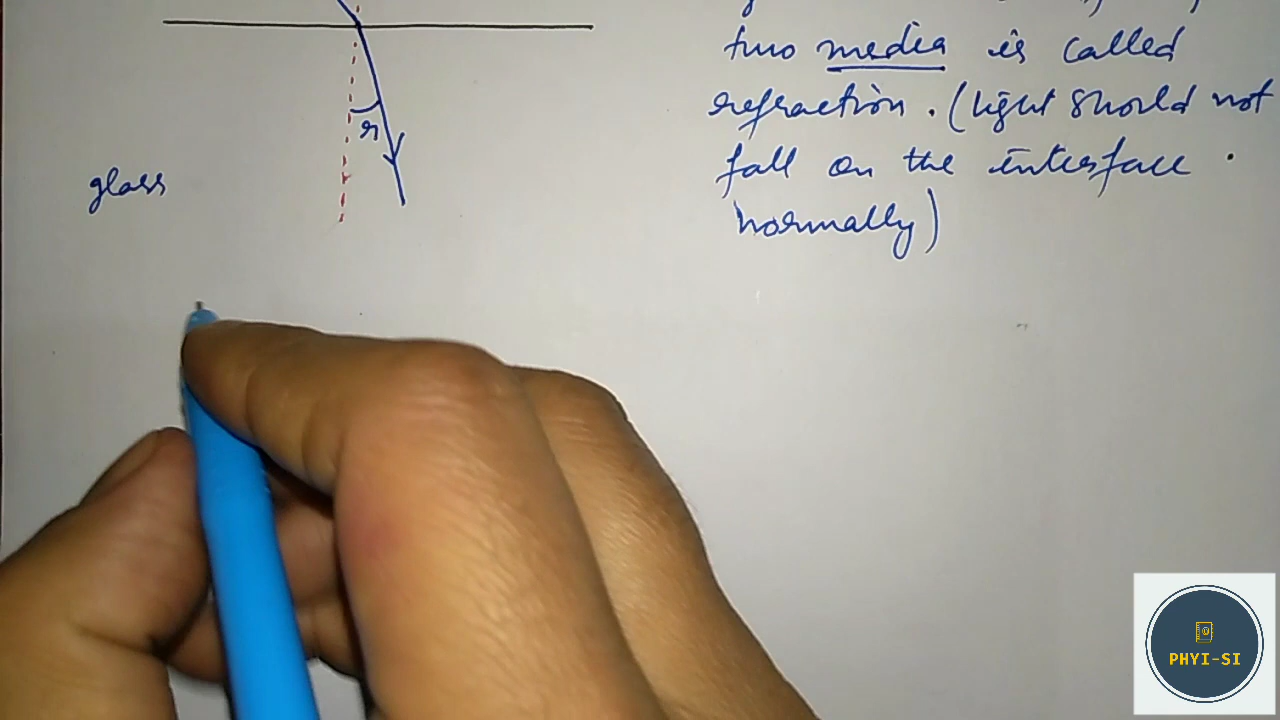 two media is called
refraction. (light should not
fall on the interface.
normally)
r
glass
PHYI-SI